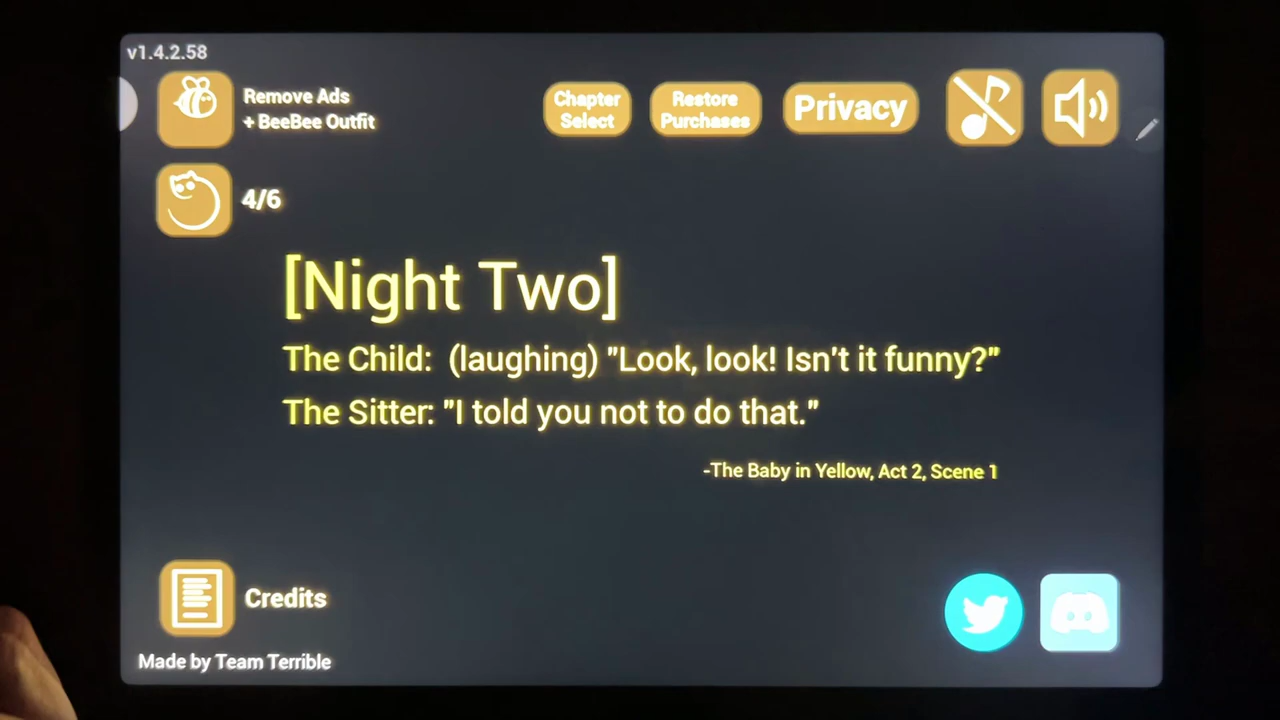 v1.4.2.58
Remove Ads
+ BeeBee Outfit
Chapter
Select
Restore
Purchases
Privacy
4/6
[Night Two]
The Child:  (laughing) "Look, look! Isn't it funny?"
The Sitter: "I told you not to do that."
-The Baby in Yellow, Act 2, Scene 1
Credits
Made by Team Terrible